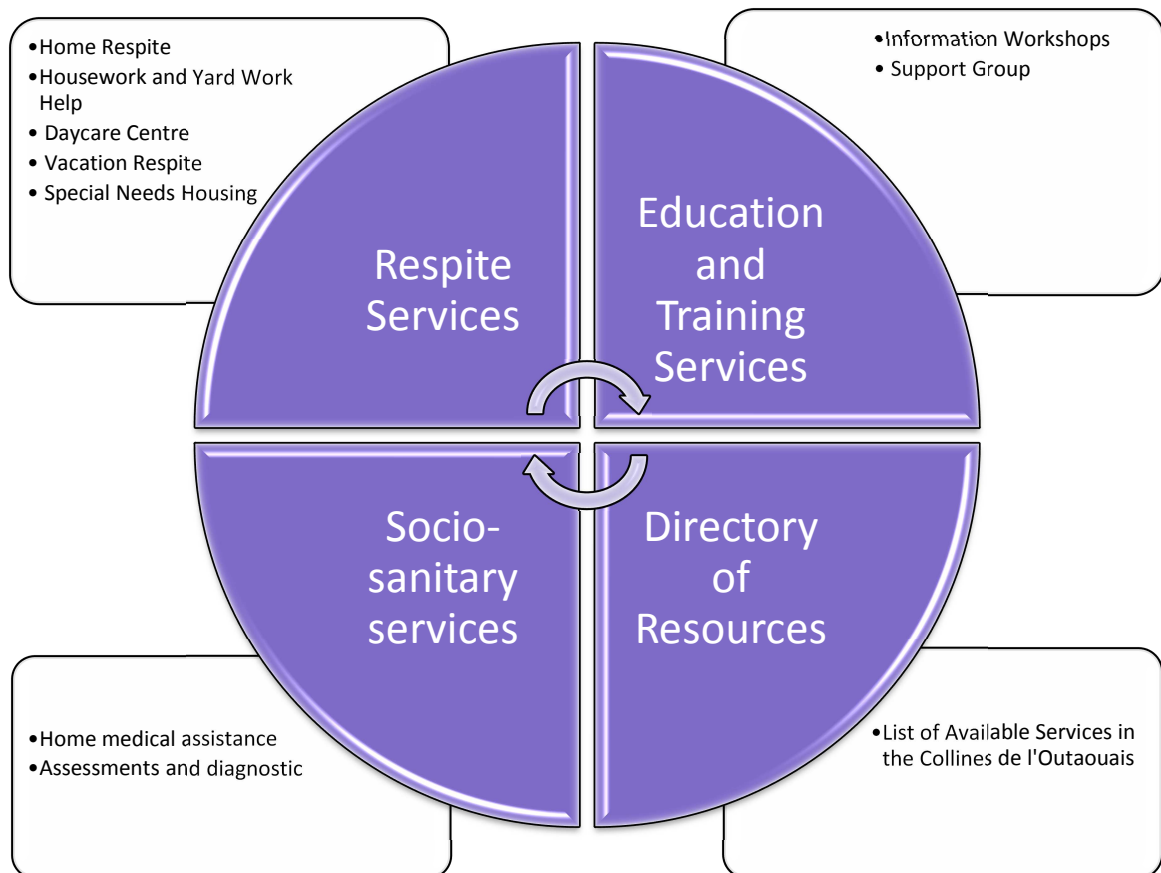 •Home Respite
•Housework and Yard Work
Help
• Daycare Centre
• Vacation Respite
• Special Needs Housing
•Information Workshops
• Support Group
Respite
Services
Education
and
Training
Services
Socio-
sanitary
services
Directory
of
Resources
•Home medical assistance
•Assessments and diagnostic
•List of Available Services in
the Collines de l'Outaouais